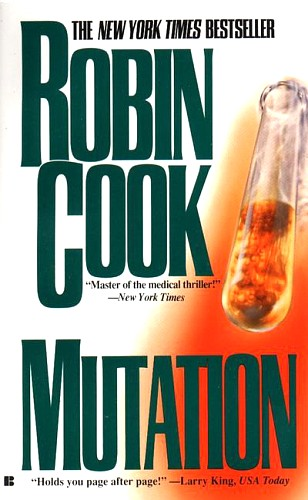 THE NEW YORK TIMES BESTSELLER
ROBIN
COOK
“Master of the medical thriller!”
—New York Times
MUTATION
B
“Holds you page after page!” —Larry King, USA Today